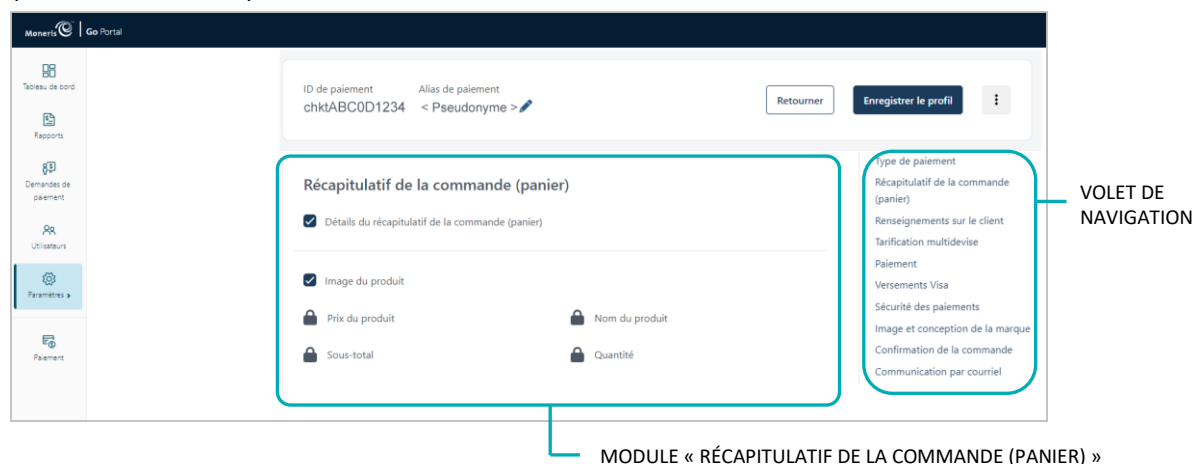 Moneris Go Portal
Tableau de bord
Rapports
Demandes de
paiement
Utilisateurs
Paramètres
Paiement
ID de paiement Alias de paiement
chktABC0D1234 < Pseudonyme >
Retourner
Enregistrer le profil
Récapitulatif de la commande (panier)
Détails du récapitulatif de la commande (panier)
Image du produit
Prix du produit Nom du produit
Sous-total Quantité
Type de paiement
Récapitulatif de la commande
(panier)
Renseignements sur le client
Tarification multidevise
Paiement
Versements Visa
Sécurité des paiements
Image et conception de la marque
Confirmation de la commande
Communication par courriel
VOLET DE
NAVIGATION
MODULE « RÉCAPITULATIF DE LA COMMANDE (PANIER) »